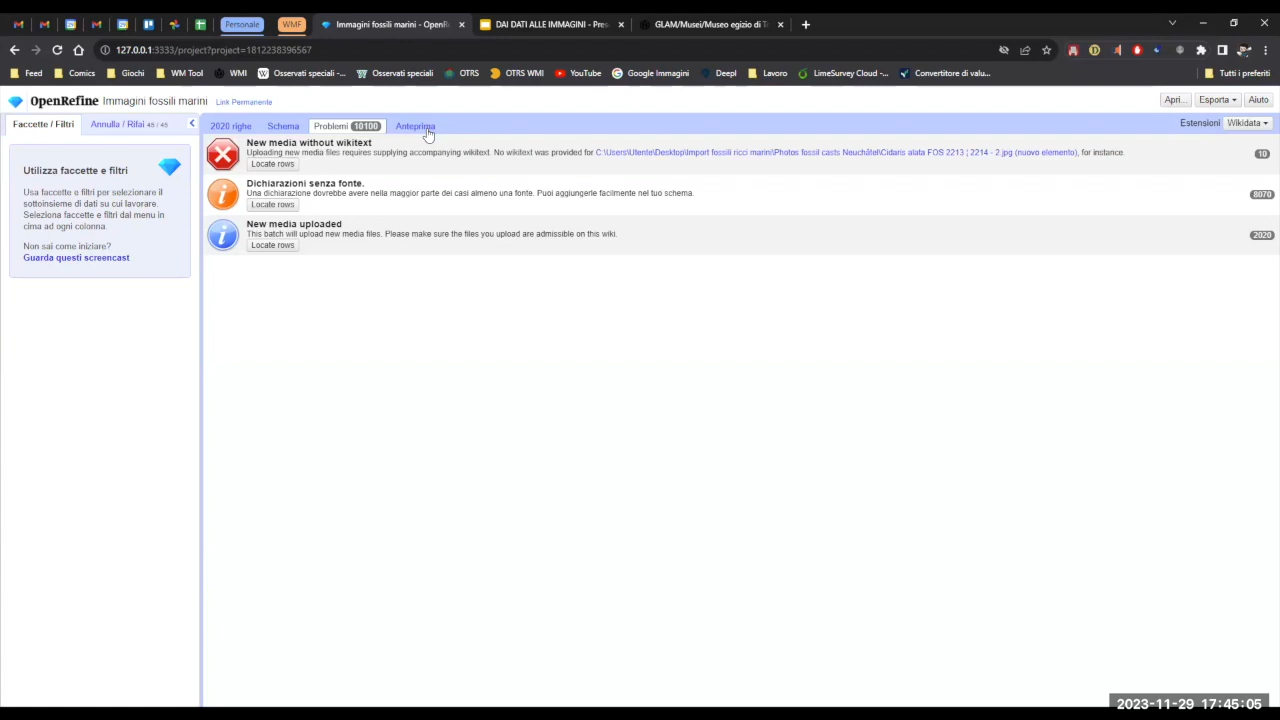 Personale
WMF
Immagini fossili marini - OpenR
DAI DATI ALLE IMMAGINI - Pres
GLAM/Musei/Museo egizio di T
127.0.0.1:3333/project?project=1812238396567
Feed
Comics
Giochi
WM Tool
WMI
Osservati speciali -...
Osservati speciali
OTRS
OTRS WMI
YouTube
Google Immagini
Deepl
Lavoro
LimeSurvey Cloud -...
Convertitore di valu...
Tutti i preferiti
OpenRefine Immagini fossili marini Link Permanente
Apri...
Esporta
Aiuto
Faccette / Filtri
Annulla / Rifai 45 / 45
2020 righe
Schema
Problemi 10100
Anteprima
Estensioni
Wikidata
Utilizza faccette e filtri
Usa faccette e filtri per selezionare il
sottoinsieme di dati su cui lavorare.
Seleziona faccette e filtri dal menu in
cima ad ogni colonna.
Non sai come iniziare?
Guarda questi screencast
New media without wikitext
Uploading new media files requires supplying accompanying wikitext. No wikitext was provided for C:\Users\Utente\Desktop\Import fossili ricci marini\Photos fossil casts Neuchâtel\Cidaris alata FOS 2213 ¦ 2214 - 2.jpg (nuovo elemento), for instance.
10
Locate rows
Dichiarazioni senza fonte.
Una dichiarazione dovrebbe avere nella maggior parte dei casi almeno una fonte. Puoi aggiungerle facilmente nel tuo schema.
8070
Locate rows
New media uploaded
This batch will upload new media files. Please make sure the files you upload are admissible on this wiki.
2020
Locate rows
2023-11-29 17:45:05